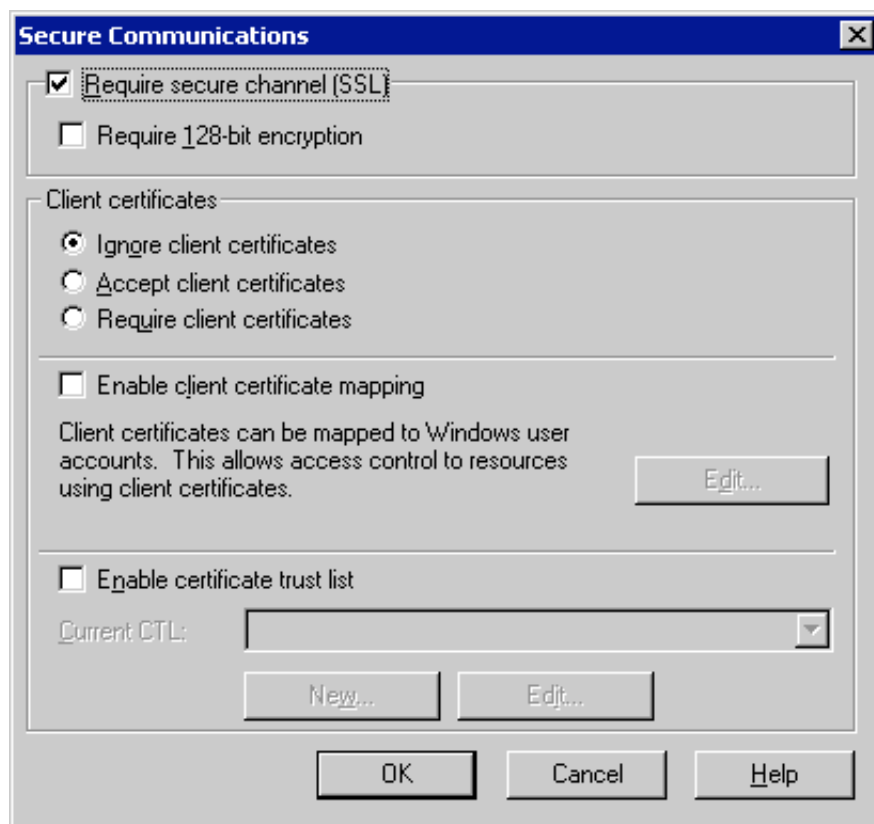 Secure Communications
Require secure channel (SSL)
Require 128-bit encryption
Client certificates
Ignore client certificates
Accept client certificates
Require client certificates
Enable client certificate mapping
Client certificates can be mapped to Windows user
accounts.  This allows access control to resources
using client certificates.
Edit...
Enable certificate trust list
Current CTL:
New... Edit...
OK Cancel Help